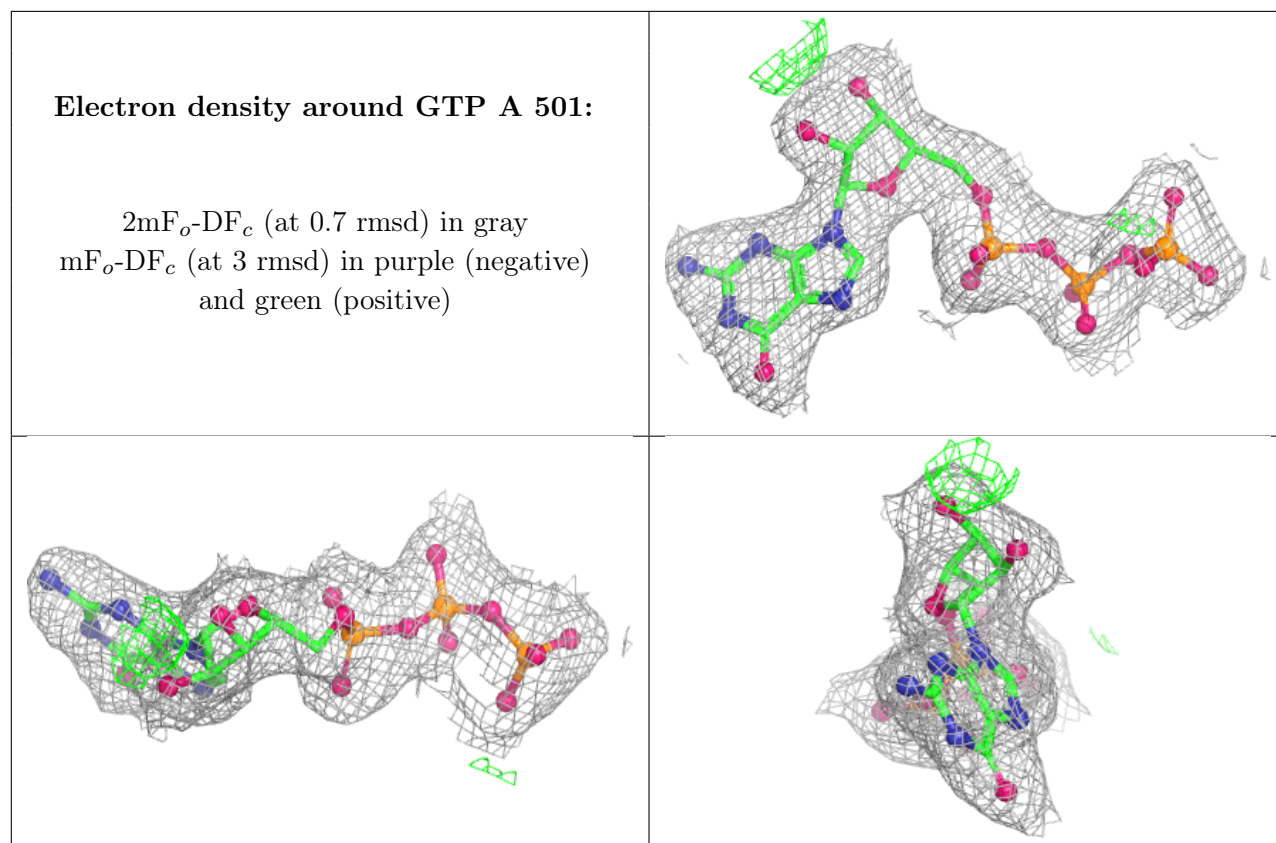 Electron density around GTP A 501:
2mFo-DFc (at 0.7 rmsd) in gray
mFo-DFc (at 3 rmsd) in purple (negative)
and green (positive)